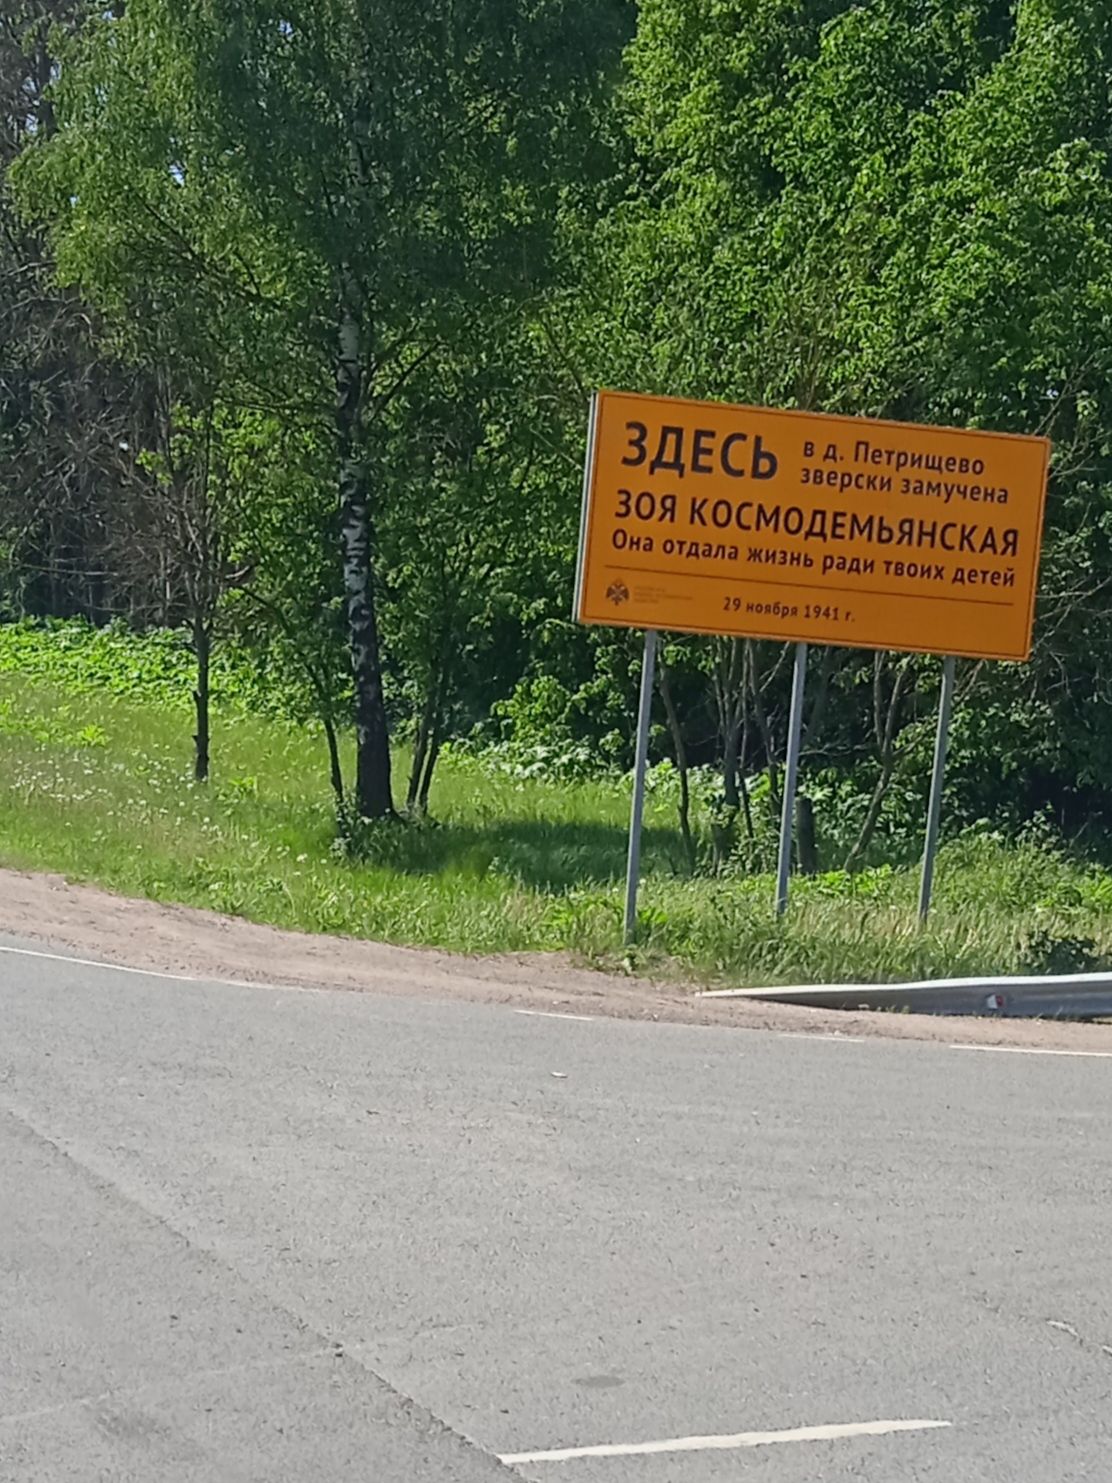 ЗДЕСЬ в д. Петрищево
зверски замучена
ЗОЯ КОСМОДЕМЬЯНСКАЯ
Она отдала жизнь ради твоих детей
29 ноября 1941 г.